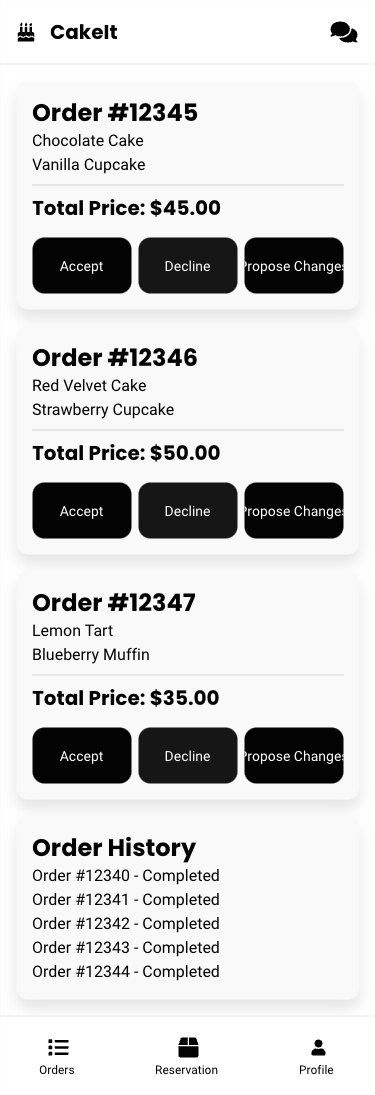 CakeIt
Order #12345
Chocolate Cake
Vanilla Cupcake
Total Price: $45.00
Accept Decline Propose Changes
Order #12346
Red Velvet Cake
Strawberry Cupcake
Total Price: $50.00
Accept Decline Propose Changes
Order #12347
Lemon Tart
Blueberry Muffin
Total Price: $35.00
Accept Decline Propose Changes
Order History
Order #12340 - Completed
Order #12341 - Completed
Order #12342 - Completed
Order #12343 - Completed
Order #12344 - Completed
Orders Reservation Profile